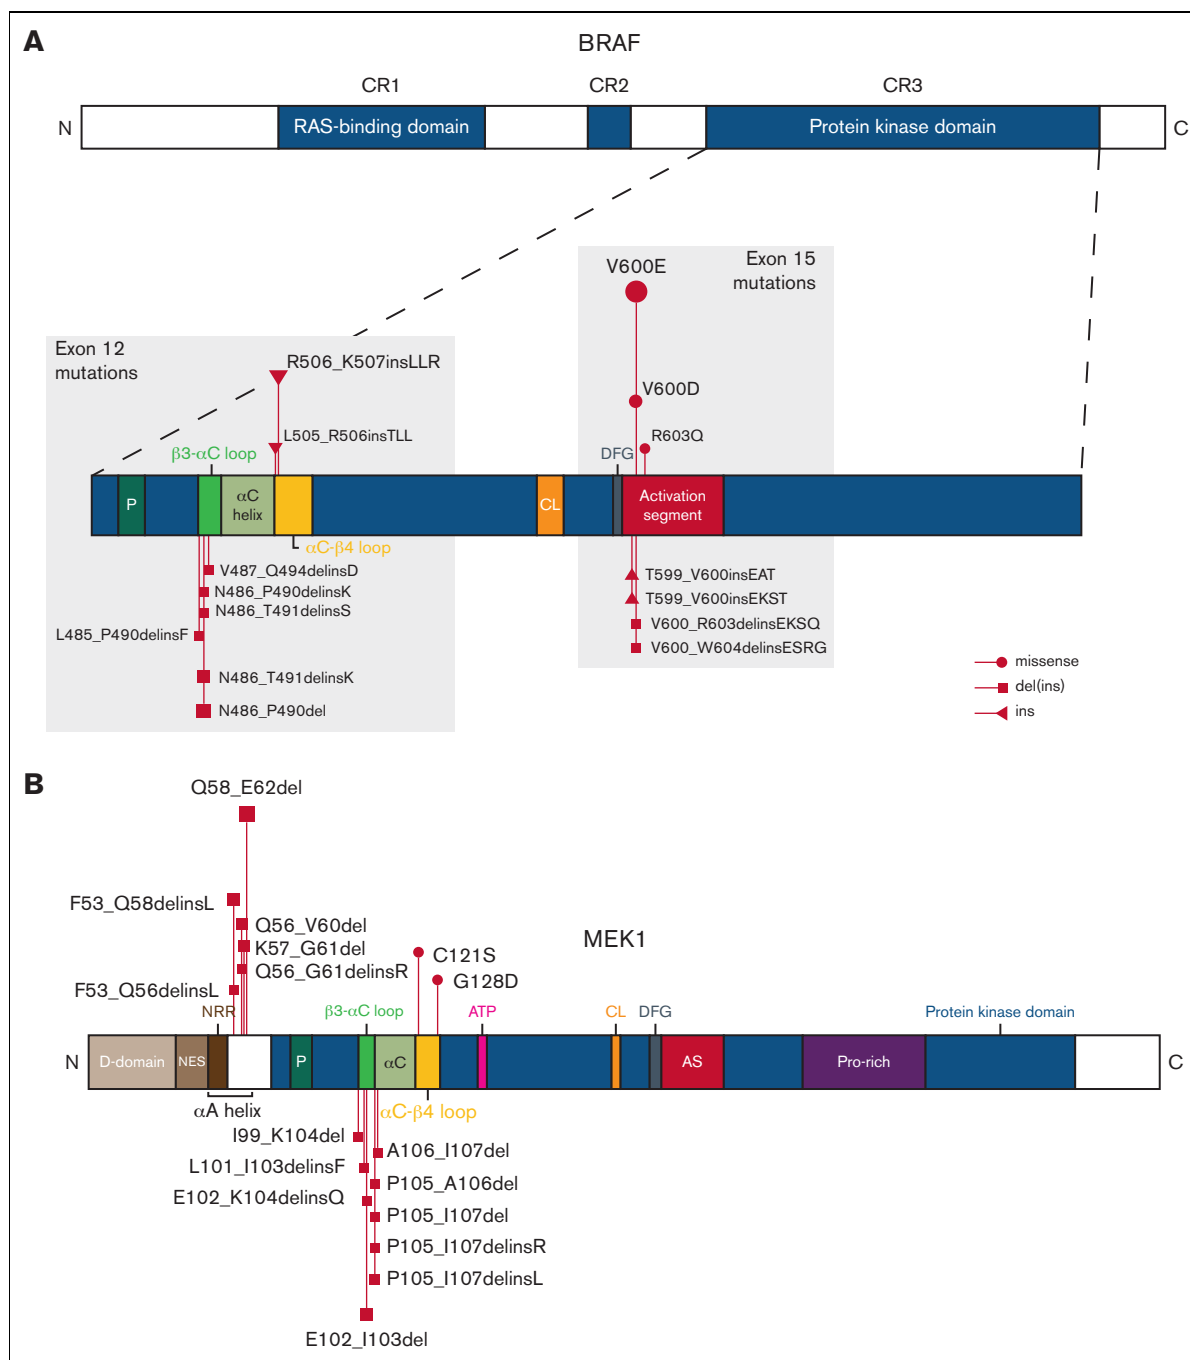 A
BRAF
CR1
CR2
CR3
N
RAS-binding domain
Protein kinase domain
C
Exon 15
mutations
V600E
Exon 12
mutations
R506_K507insLLR
V600D
L505_R506insTLL
R603Q
β3-αC loop
DFG
P
αC
helix
CL
Activation
segment
αC-β4 loop
V487_Q494delinsD
N486_P490delinsK
N486_T491delinsS
L485_P490delinsF
N486_T491delinsK
N486_P490del
T599_V600insEAT
T599_V600insEKST
V600_R603delinsEKSQ
V600_W604delinsESRG
missense
del(ins)
ins
B
Q58_E62del
F53_Q58delinsL
Q56_V60del
K57_G61del
Q56_G61delinsR
F53_Q56delinsL
MEK1
C121S
G128D
NRR
β3-αC loop
ATP
CL
DFG
Protein kinase domain
N
D-domain
NES
P
αC
AS
Pro-rich
C
αA helix
αC-β4 loop
I99_K104del
L101_I103delinsF
E102_K104delinsQ
A106_I107del
P105_A106del
P105_I107del
P105_I107delinsR
P105_I107delinsL
E102_I103del